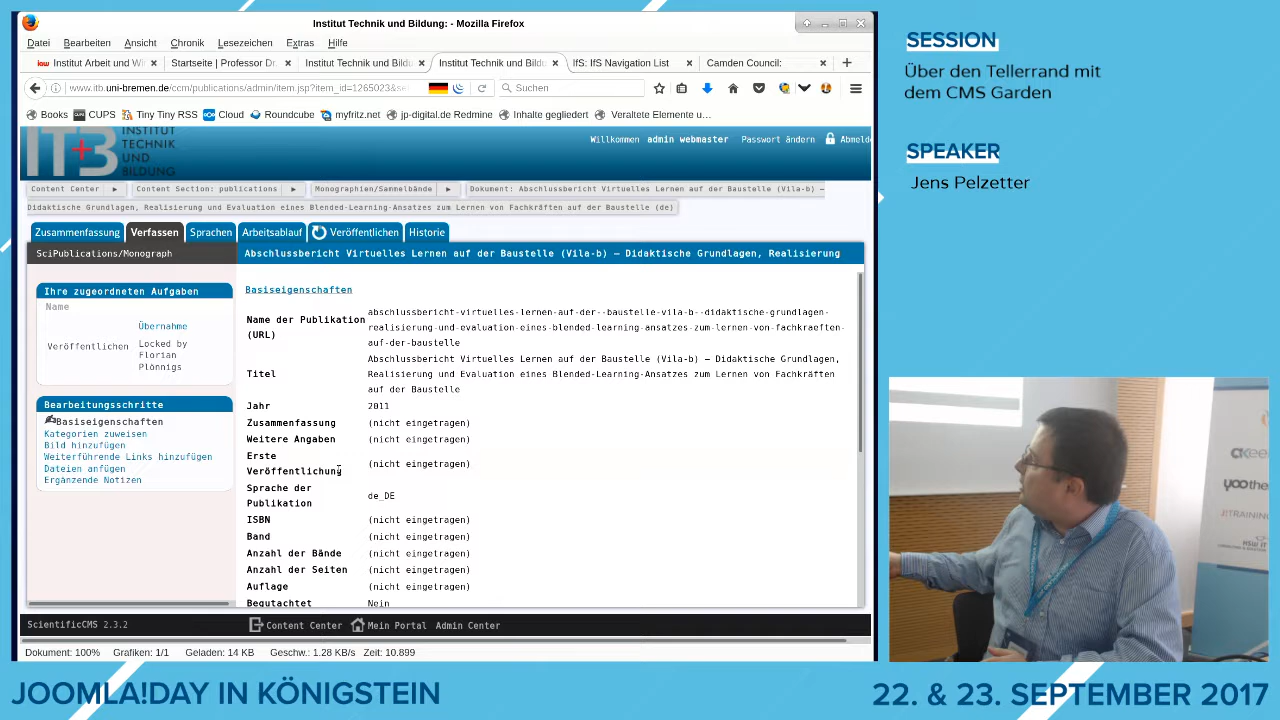 Institut Technik und Bildung: - Mozilla Firefox
Datei Bearbeiten Ansicht Chronik Lesezeichen Extras Hilfe
iaw Institut Arbeit und Wi Startseite | Professor Dr. Institut Technik und Bildu Institut Technik und Bildu IfS: IfS Navigation List Camden Council:
www.itb.uni-bremen.de/ccm/publications/admin/item.jsp?item_id=1265023&se Suchen
Books CUPS Tiny Tiny RSS Cloud Roundcube myfritz.net jp-digital.de Redmine Inhalte gegliedert Veraltete Elemente u…
IT+B INSTITUT
TECHNIK
UND
BILDUNG
Willkommen admin webmaster Passwort ändern Abmeld
Content Center Content Section: publications Monographien/Sammelbände Dokument: Abschlussbericht Virtuelles Lernen auf der Baustelle (Vila-b) –
Didaktische Grundlagen, Realisierung und Evaluation eines Blended-Learning-Ansatzes zum Lernen von Fachkräften auf der Baustelle (de)
Zusammenfassung Verfassen Sprachen Arbeitsablauf Veröffentlichen Historie
SciPublications/Monograph Abschlussbericht Virtuelles Lernen auf der Baustelle (Vila-b) – Didaktische Grundlagen, Realisierung
Ihre zugeordneten Aufgaben
Name
Veröffentlichen
Übernahme
Locked by
Florian
Plönnigs
Bearbeitungsschritte
Basiseigenschaften
Kategorien zuweisen
Bild hinzufügen
Weiterführende Links hinzufügen
Dateien anfügen
Ergänzende Notizen
Basiseigenschaften
Name der Publikation
(URL)
abschlussbericht-virtuelles-lernen-auf-der--baustelle-vila-b--didaktische-grundlagen-
realisierung-und-evaluation-eines-blended-learning-ansatzes-zum-lernen-von-fachkraeften-
auf-der-baustelle
Titel
Abschlussbericht Virtuelles Lernen auf der Baustelle (Vila-b) – Didaktische Grundlagen,
Realisierung und Evaluation eines Blended-Learning-Ansatzes zum Lernen von Fachkräften
auf der Baustelle
Jahr 2011
Zusammenfassung (nicht eingetragen)
Weitere Angaben (nicht eingetragen)
Erste
Veröffentlichung (nicht eingetragen)
Sprache der
Publikation de_DE
ISBN (nicht eingetragen)
Band (nicht eingetragen)
Anzahl der Bände (nicht eingetragen)
Anzahl der Seiten (nicht eingetragen)
Auflage (nicht eingetragen)
Begutachtet Nein
ScientificCMS 2.3.2 Content Center Mein Portal Admin Center
Dokument: 100% Grafiken: 1/1 Geladen: 14 KB Geschw.: 1.28 KB/s Zeit: 10.899
SESSION
Über den Tellerrand mit
dem CMS Garden
SPEAKER
Jens Pelzetter
JOOMLA!DAY IN KÖNIGSTEIN 22. & 23. SEPTEMBER 2017